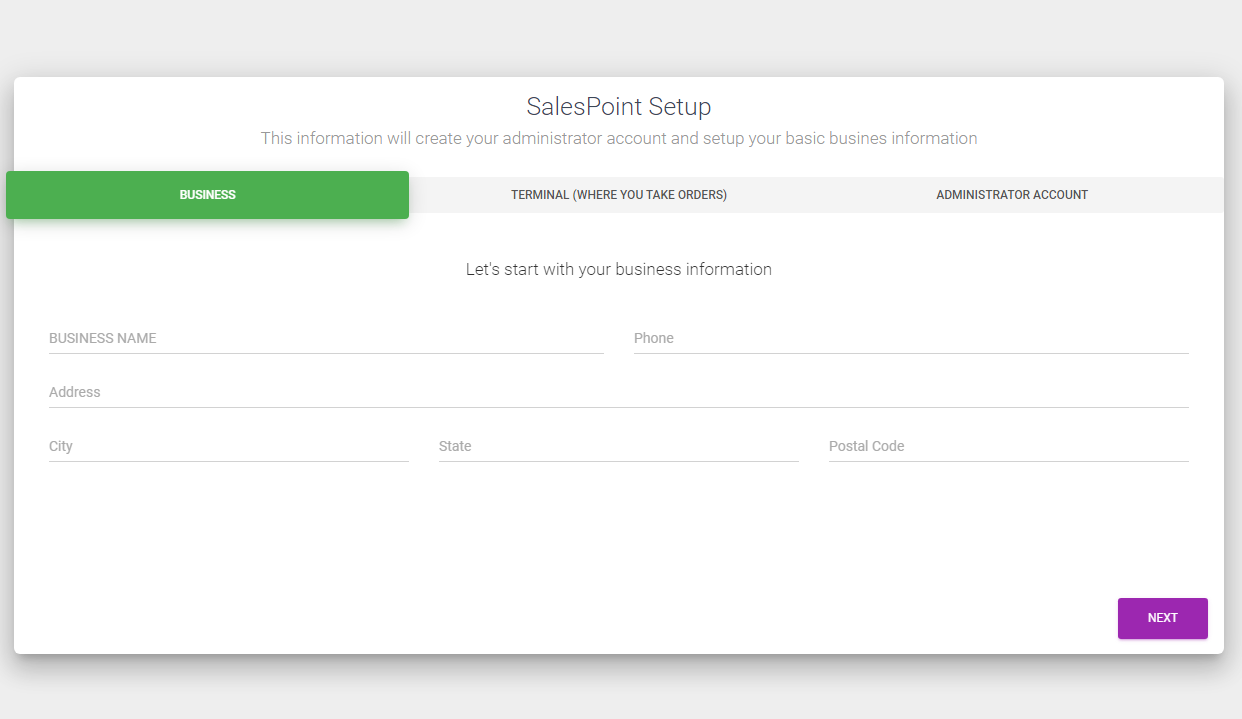 SalesPoint Setup
This information will create your administrator account and setup your basic busines information
BUSINESS TERMINAL (WHERE YOU TAKE ORDERS) ADMINISTRATOR ACCOUNT
Let's start with your business information
BUSINESS NAME Phone
Address
City State Postal Code
NEXT